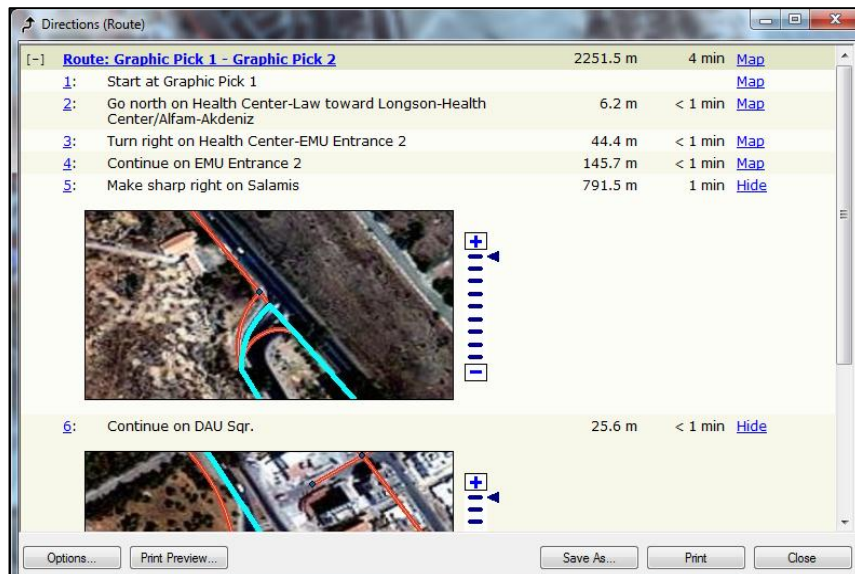 Directions (Route)
[-] Route: Graphic Pick 1 - Graphic Pick 2 2251.5 m 4 min Map
1: Start at Graphic Pick 1 Map
2: Go north on Health Center-Law toward Longson-Health 6.2 m < 1 min Map
Center/Alfam-Akdeniz
3: Turn right on Health Center-EMU Entrance 2 44.4 m < 1 min Map
4: Continue on EMU Entrance 2 145.7 m < 1 min Map
5: Make sharp right on Salamis 791.5 m 1 min Hide
6: Continue on DAU Sqr. 25.6 m < 1 min Hide
Options... Print Preview... Save As... Print Close